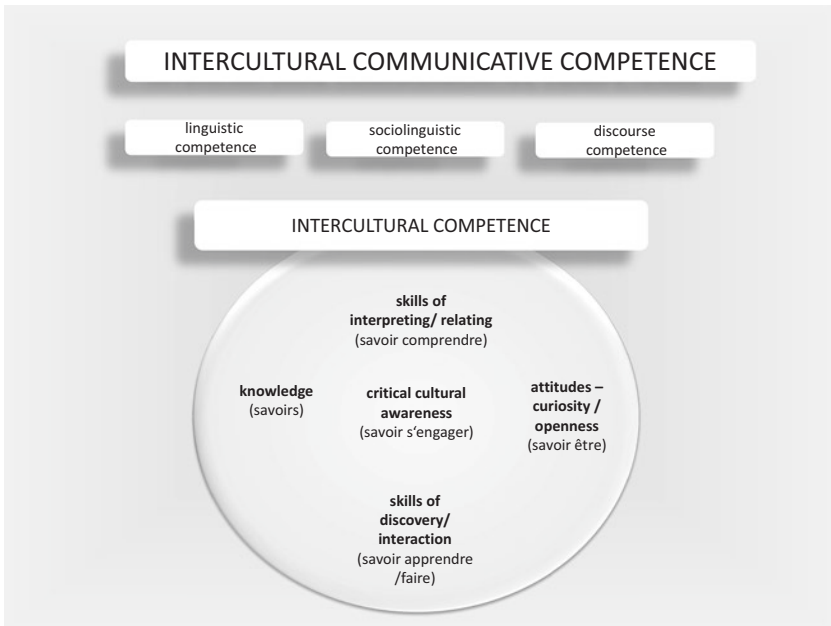 INTERCULTURAL COMMUNICATIVE COMPETENCE
linguistic
competence
sociolinguistic
competence
discourse
competence
INTERCULTURAL COMPETENCE
skills of
interpreting/ relating
(savoir comprendre)
knowledge
(savoirs)
critical cultural
awareness
(savoir s‘engager)
attitudes –
curiosity /
openness
(savoir être)
skills of
discovery/
interaction
(savoir apprendre
/faire)